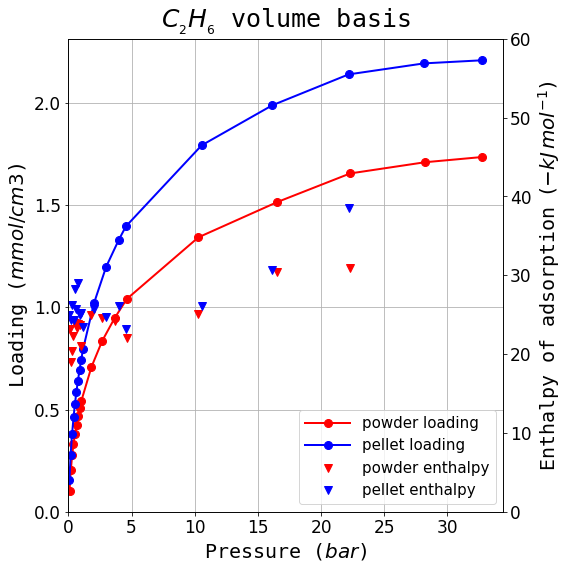 C₂H₆ volume basis
Loading (mmol/cm3)
0.0
0.5
1.0
1.5
2.0
0
5
10
15
20
25
30
Pressure (bar)
0
10
20
30
40
50
60
Enthalpy of adsorption (−kJ mol⁻¹)
powder loading
pellet loading
powder enthalpy
pellet enthalpy